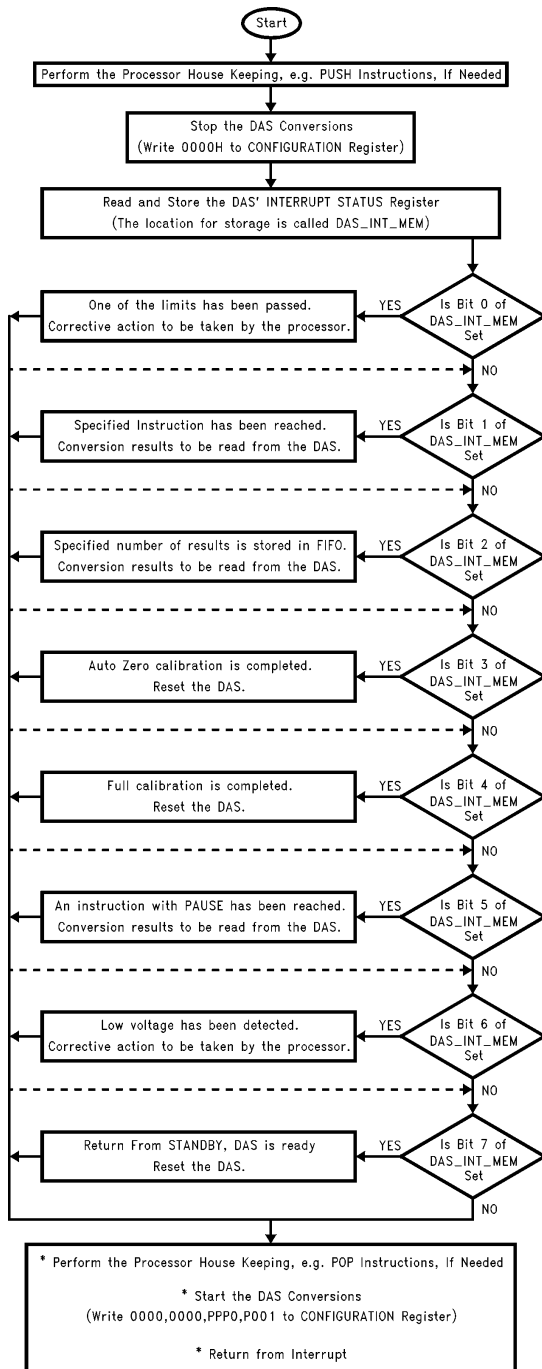 Start
Perform the Processor House Keeping, e.g. PUSH Instructions, If Needed
Stop the DAS Conversions
(Write 0000H to CONFIGURATION Register)
Read and Store the DAS' INTERRUPT STATUS Register
(The location for storage is called DAS_INT_MEM)
Is Bit 0 of
DAS_INT_MEM
Set
YES
One of the limits has been passed.
Corrective action to be taken by the processor.
NO
Is Bit 1 of
DAS_INT_MEM
Set
YES
Specified Instruction has been reached.
Conversion results to be read from the DAS.
NO
Is Bit 2 of
DAS_INT_MEM
Set
YES
Specified number of results is stored in FIFO.
Conversion results to be read from the DAS.
NO
Is Bit 3 of
DAS_INT_MEM
Set
YES
Auto Zero calibration is completed.
Reset the DAS.
NO
Is Bit 4 of
DAS_INT_MEM
Set
YES
Full calibration is completed.
Reset the DAS.
NO
Is Bit 5 of
DAS_INT_MEM
Set
YES
An instruction with PAUSE has been reached.
Conversion results to be read from the DAS.
NO
Is Bit 6 of
DAS_INT_MEM
Set
YES
Low voltage has been detected.
Corrective action to be taken by the processor.
NO
Is Bit 7 of
DAS_INT_MEM
Set
YES
Return From STANDBY, DAS is ready
Reset the DAS.
NO
* Perform the Processor House Keeping, e.g. POP Instructions, If Needed
* Start the DAS Conversions
(Write 0000,0000,PPP0,P001 to CONFIGURATION Register)
* Return from Interrupt